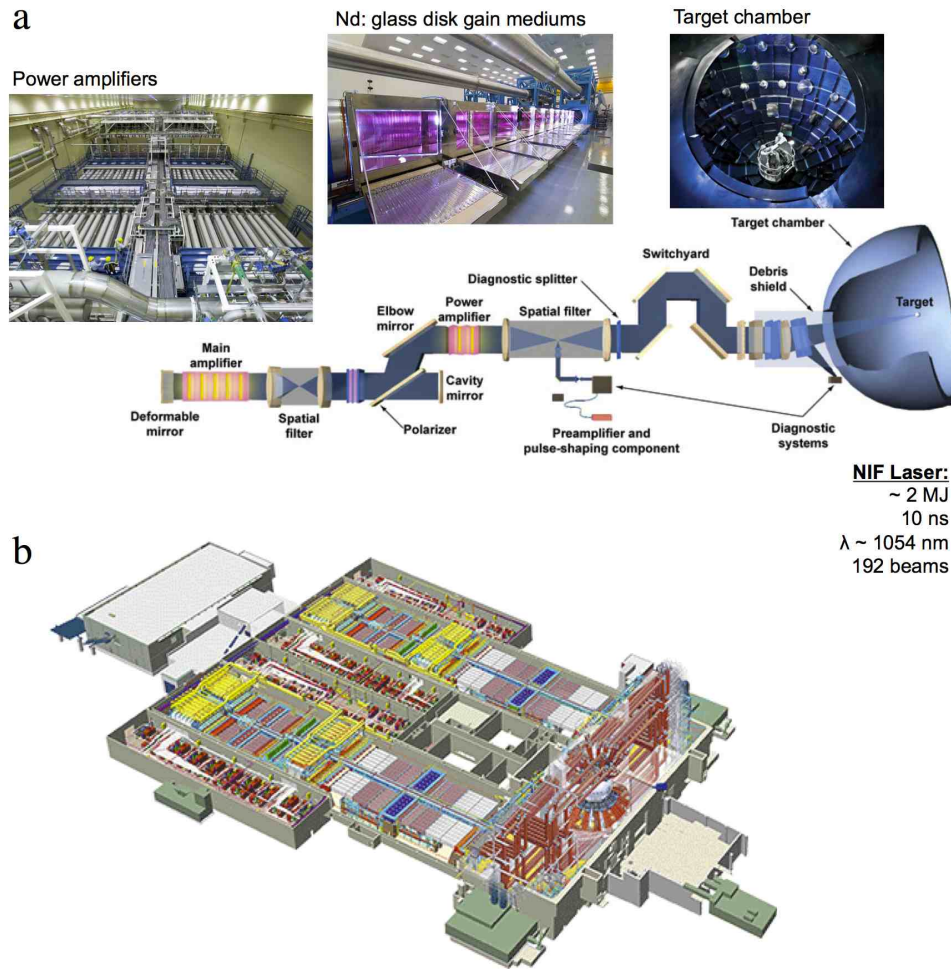 a
Nd: glass disk gain mediums
Target chamber
Power amplifiers
Target chamber
Switchyard
Diagnostic splitter
Debris
shield
Target
Power
amplifier
Spatial filter
Elbow
mirror
Main
amplifier
Cavity
mirror
Deformable
mirror
Spatial
filter
Polarizer
Preamplifier and
pulse-shaping component
Diagnostic
systems
NIF Laser:
~ 2 MJ
10 ns
λ ~ 1054 nm
192 beams
b